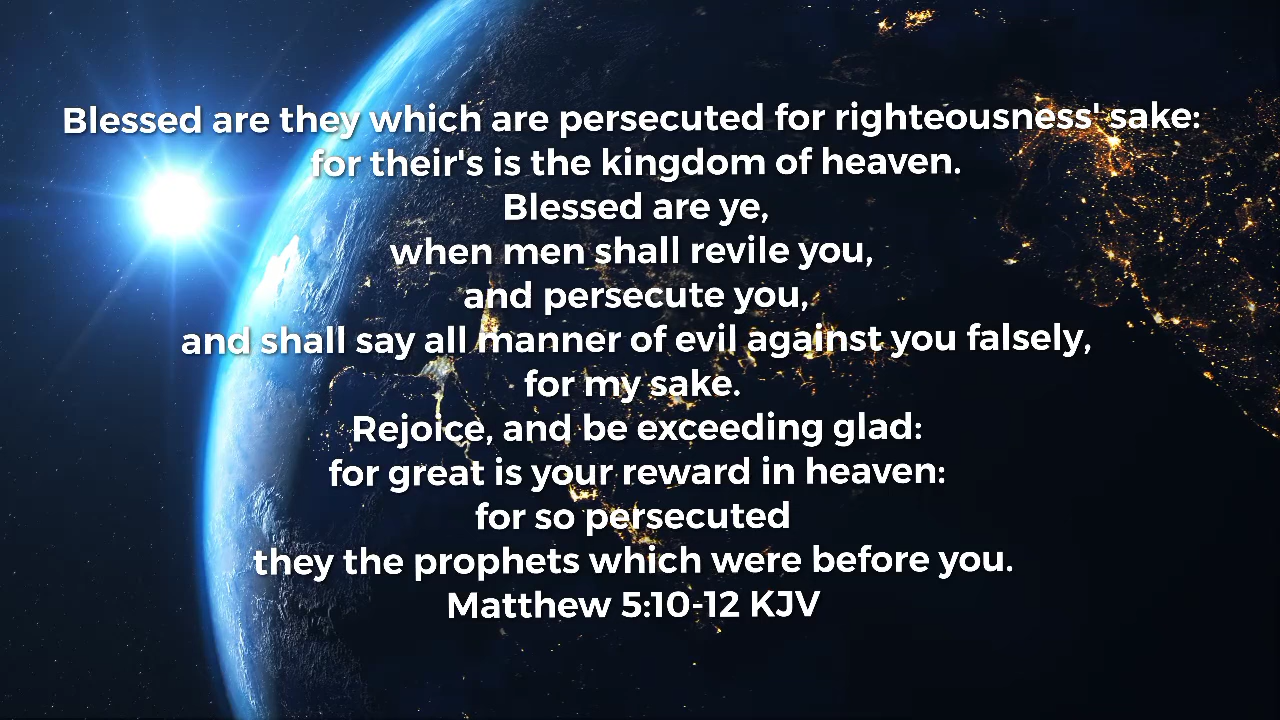 Blessed are they which are persecuted for righteousness' sake:
for their's is the kingdom of heaven.
Blessed are ye,
when men shall revile you,
and persecute you,
and shall say all manner of evil against you falsely,
for my sake.
Rejoice, and be exceeding glad:
for great is your reward in heaven:
for so persecuted
they the prophets which were before you.
Matthew 5:10-12 KJV